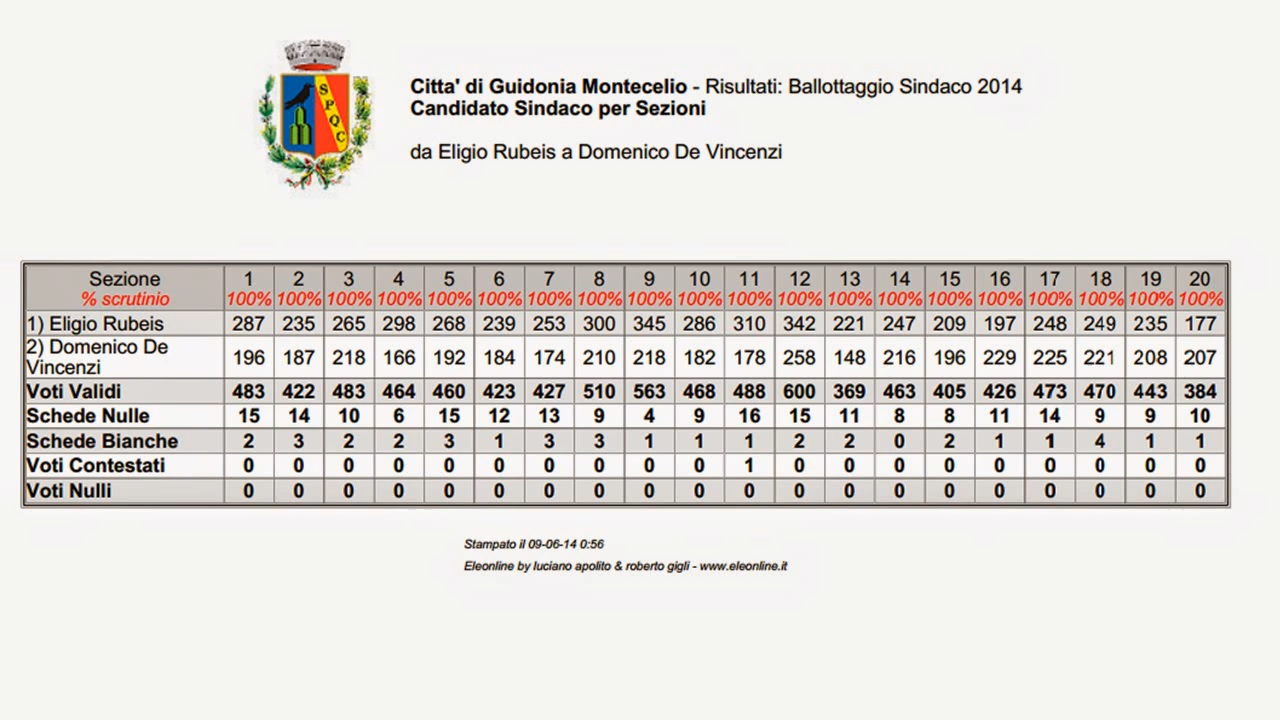 SPQC
Citta' di Guidonia Montecelio - Risultati: Ballottaggio Sindaco 2014
Candidato Sindaco per Sezioni
da Eligio Rubeis a Domenico De Vincenzi
Sezione 1 2 3 4 5 6 7 8 9 10 11 12 13 14 15 16 17 18 19 20
% scrutinio 100% 100% 100% 100% 100% 100% 100% 100% 100% 100% 100% 100% 100% 100% 100% 100% 100% 100% 100% 100%
1) Eligio Rubeis 287 235 265 298 268 239 253 300 345 286 310 342 221 247 209 197 248 249 235 177
2) Domenico De
Vincenzi 196 187 218 166 192 184 174 210 218 182 178 258 148 216 196 229 225 221 208 207
Voti Validi 483 422 483 464 460 423 427 510 563 468 488 600 369 463 405 426 473 470 443 384
Schede Nulle 15 14 10 6 15 12 13 9 4 9 16 15 11 8 8 11 14 9 9 10
Schede Bianche 2 3 2 2 3 1 3 3 1 1 1 2 2 0 2 1 1 4 1 1
Voti Contestati 0 0 0 0 0 0 0 0 0 0 1 0 0 0 0 0 0 0 0 0
Voti Nulli 0 0 0 0 0 0 0 0 0 0 0 0 0 0 0 0 0 0 0 0
Stampato il 09-06-14 0:56
Eleonline by luciano apolito & roberto gigli - www.eleonline.it